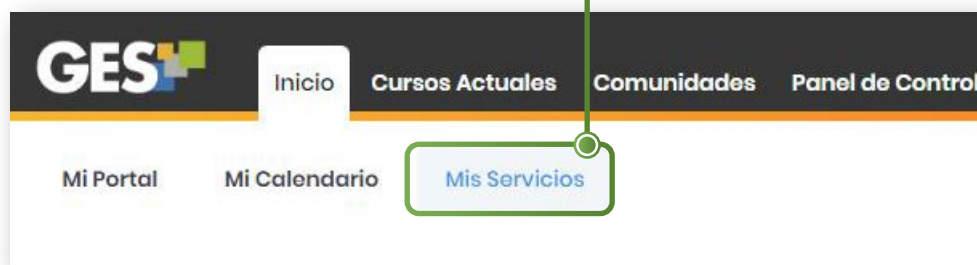 GES Inicio Cursos Actuales Comunidades Panel de Control
Mi Portal Mi Calendario Mis Servicios